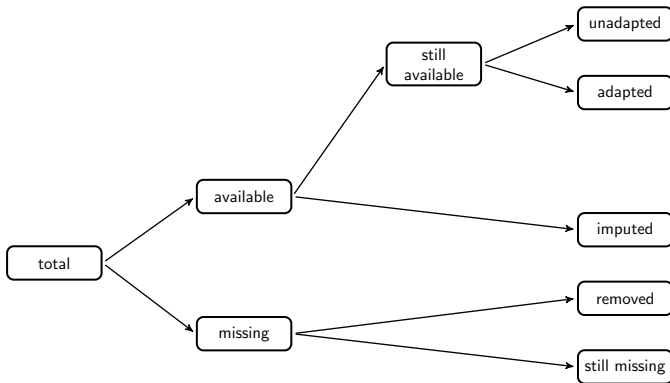 unadapted
still
available
adapted
available
imputed
total
removed
missing
still missing